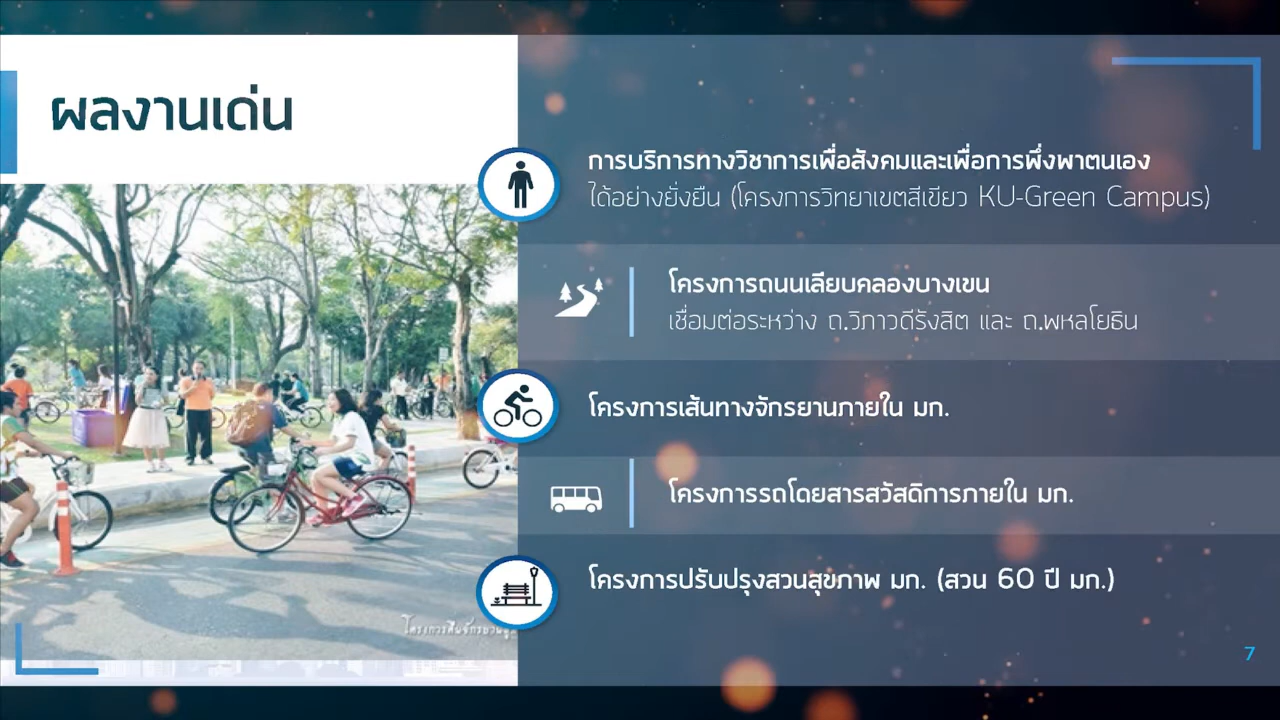 ผลงานเด่น
การบริการทางวิชาการเพื่อสังคมและเพื่อการพึ่งพาตนเอง
ได้อย่างยั่งยืน (โครงการวิทยาเขตสีเขียว KU-Green Campus)
โครงการถนนเลียบคลองบางเขน
เชื่อมต่อระหว่าง ถ.วิภาวดีรังสิต และ ถ.พหลโยธิน
โครงการเส้นทางจักรยานภายใน มก.
โครงการรถโดยสารสวัสดิการภายใน มก.
โครงการปรับปรุงสวนสุขภาพ มก. (สวน 60 ปี มก.)
7